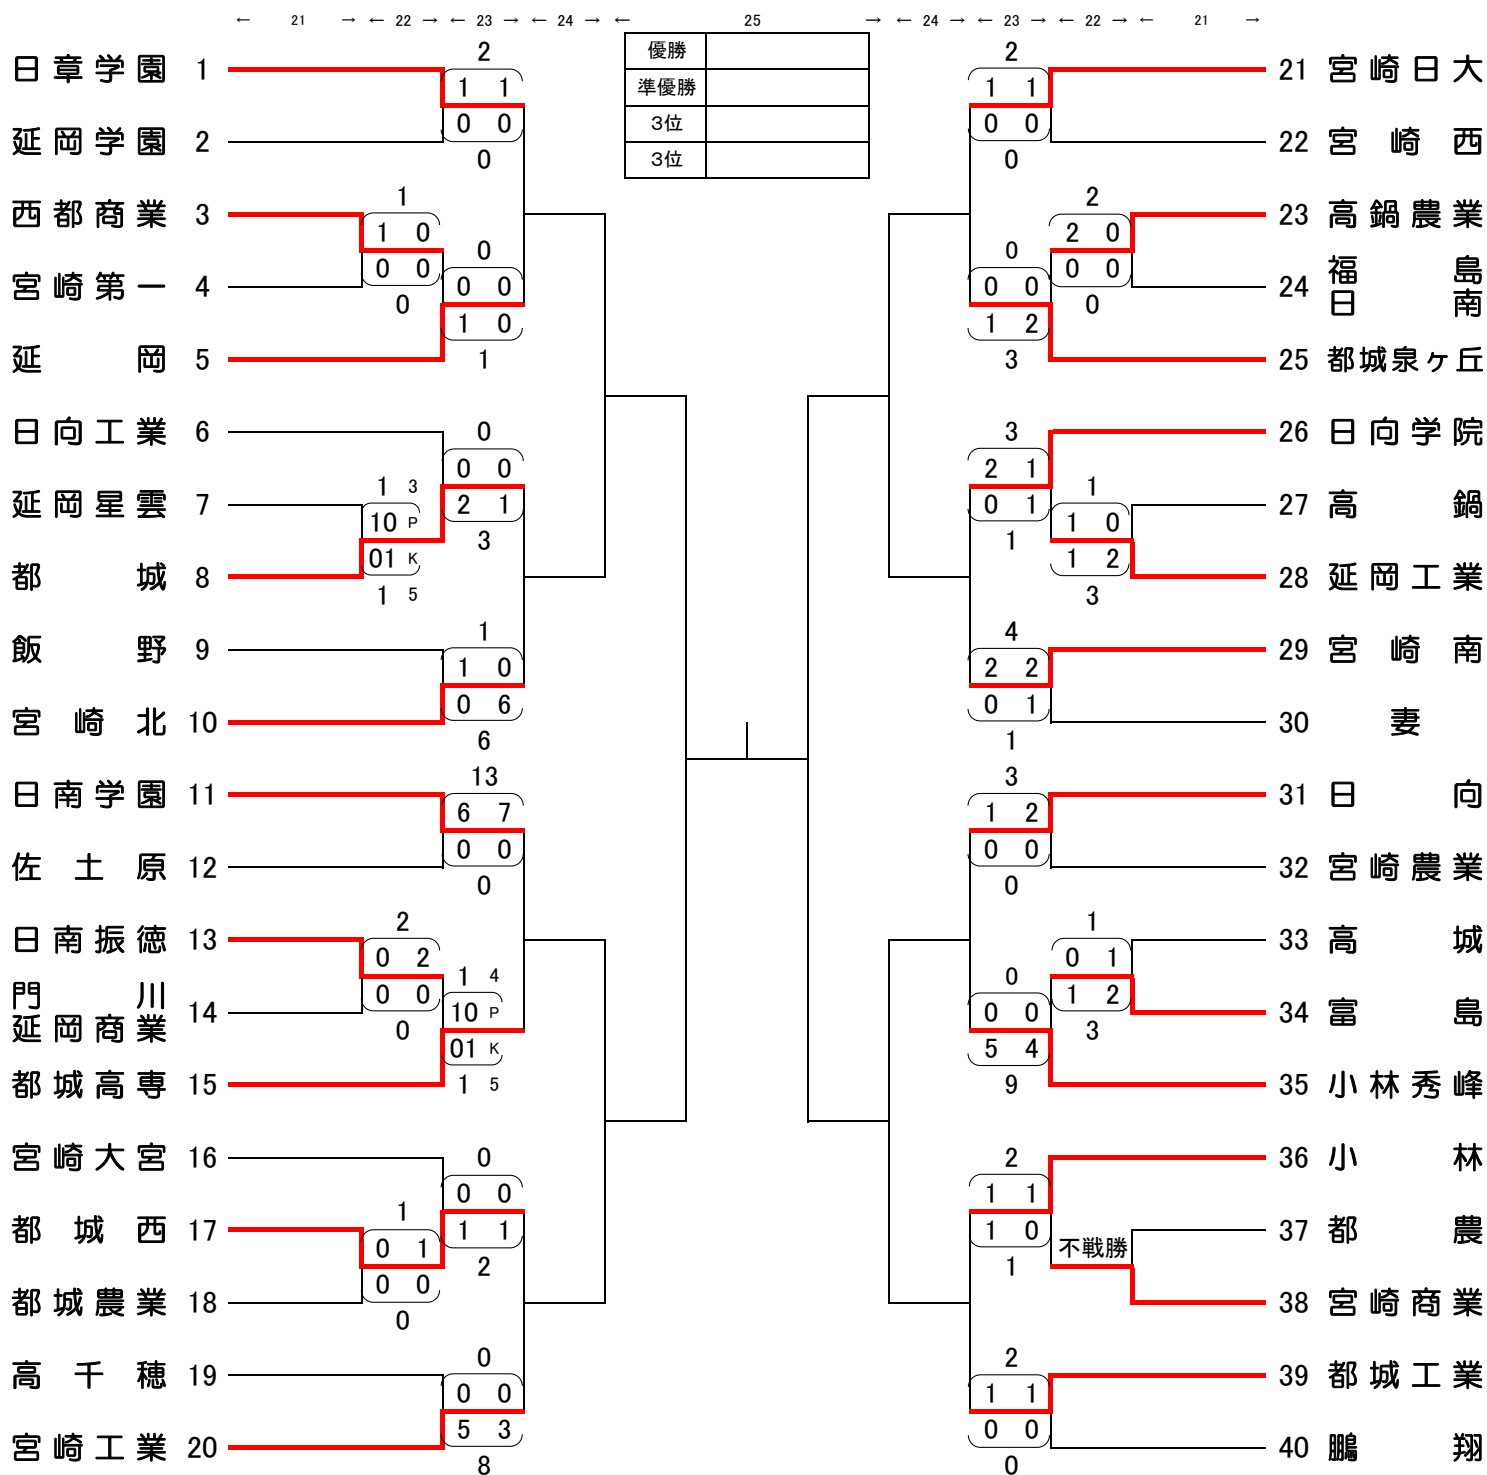 ← 21 → ← 22 → ← 23 → ← 24 → ← 25 → ← 24 → ← 23 → ← 22 → ← 21 →
優勝
準優勝
3位
3位
日章学園 1
延岡学園 2
西都商業 3
宮崎第一 4
延岡 5
日向工業 6
延岡星雲 7
都城 8
飯野 9
宮崎北 10
日南学園 11
佐土原 12
日南振徳 13
門川
延岡商業 14
都城高専 15
宮崎大宮 16
都城西 17
都城農業 18
高千穂 19
宮崎工業 20
1
1 0
0 0
0
1 3
10 P
01 K
1 5
2
0 2
0 0
0
1
0 1
0 0
0
2
1 1
0 0
0
0
0 0
1 0
1
0
0 0
2 1
3
1
1 0
0 6
6
13
6 7
0 0
0
1 4
10 P
01 K
1 5
0
0 0
1 1
2
0
0 0
5 3
8
2
1 1
0 0
0
0
0 0
1 2
3
3
2 1
0 1
1
4
2 2
0 1
1
3
1 2
0 0
0
0
0 0
5 4
9
2
1 1
1 0
1
2
1 1
0 0
0
2
2 0
0 0
0
1
1 0
1 2
3
1
0 1
1 2
3
不戦勝
21 宮崎日大
22 宮崎西
23 高鍋農業
24 福島
日南
25 都城泉ヶ丘
26 日向学院
27 高鍋
28 延岡工業
29 宮崎南
30 妻
31 日向
32 宮崎農業
33 高城
34 富島
35 小林秀峰
36 小林
37 都農
38 宮崎商業
39 都城工業
40 鵬翔